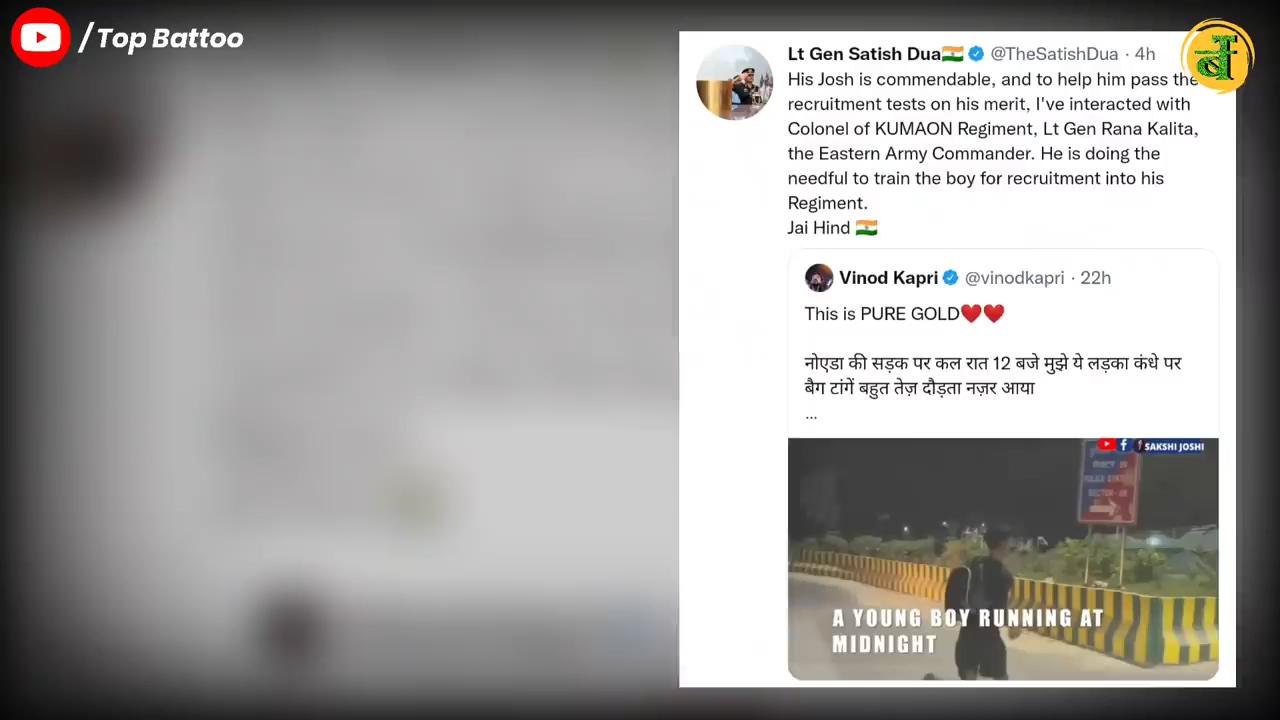 /Top Battoo
Lt Gen Satish Dua🇮🇳 @TheSatishDua · 4h
His Josh is commendable, and to help him pass the
recruitment tests on his merit, I've interacted with
Colonel of KUMAON Regiment, Lt Gen Rana Kalita,
the Eastern Army Commander. He is doing the
needful to train the boy for recruitment into his
Regiment.
Jai Hind 🇮🇳
Vinod Kapri @vinodkapri · 22h
This is PURE GOLD❤️❤️
नोएडा की सड़क पर कल रात 12 बजे मुझे ये लड़का कंधे पर
बैग टांगें बहुत तेज़ दौड़ता नज़र आया
...
SAKSHI JOSHI
A YOUNG BOY RUNNING AT
MIDNIGHT